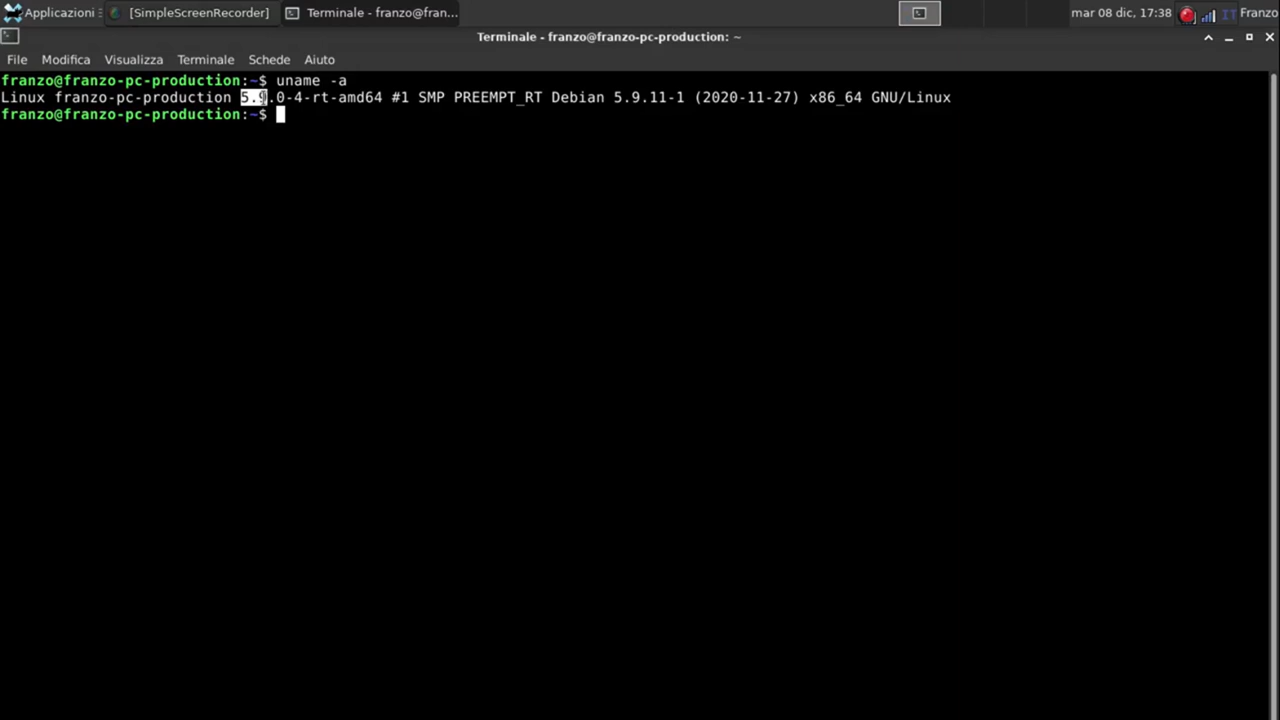 Applicazioni [SimpleScreenRecorder] Terminale - franzo@fran... mar 08 dic, 17:38 IT Franzo
Terminale - franzo@franzo-pc-production: ~
File Modifica Visualizza Terminale Schede Aiuto
franzo@franzo-pc-production:~$ uname -a
Linux franzo-pc-production 5.9.0-4-rt-amd64 #1 SMP PREEMPT_RT Debian 5.9.11-1 (2020-11-27) x86_64 GNU/Linux
franzo@franzo-pc-production:~$